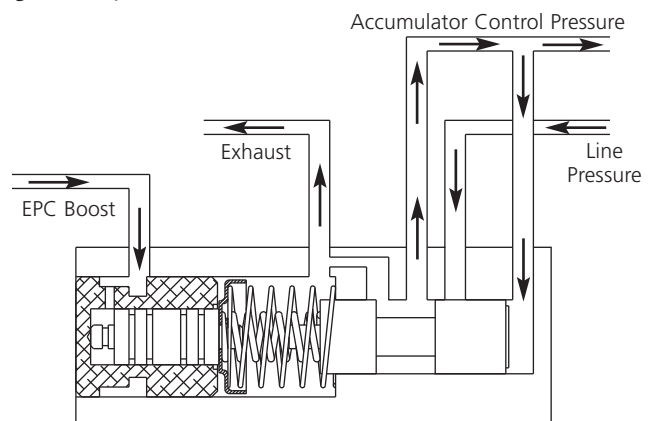 Accumulator Control Pressure
Exhaust
Line
Pressure
EPC Boost